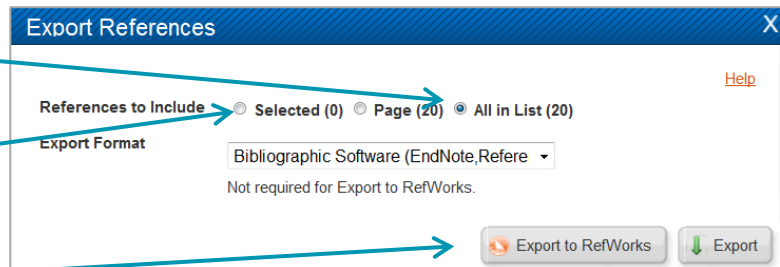 Export References X
Help
References to Include Selected (0) Page (20) All in List (20)
Export Format
Bibliographic Software (EndNote,Refere
Not required for Export to RefWorks.
Export to RefWorks Export